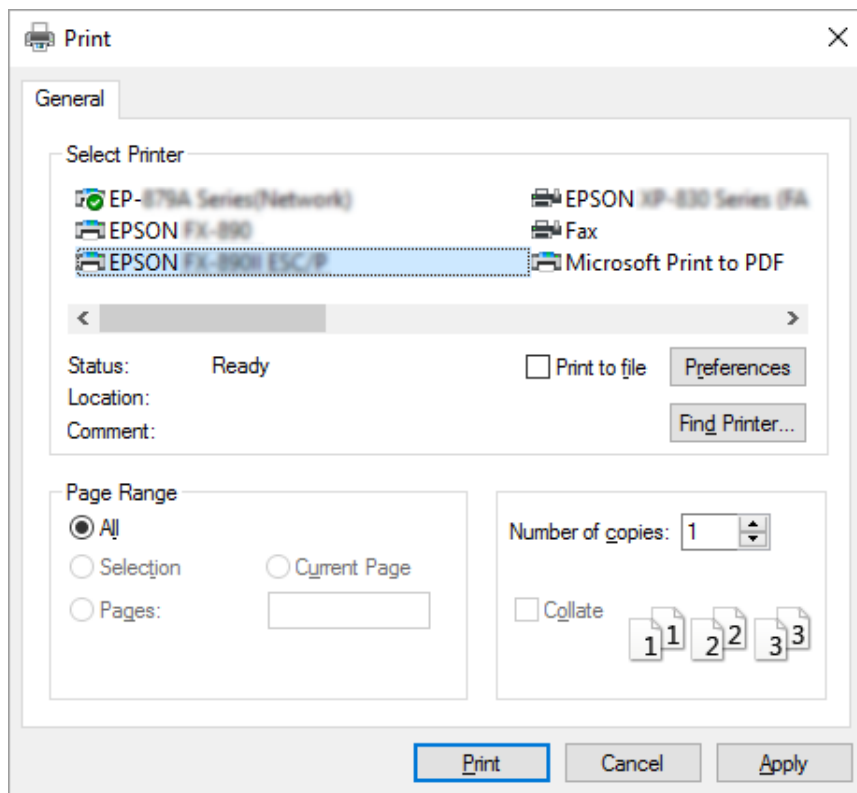 Print
General
Select Printer
EP-
EPSON
EPSON
EPSON
Fax
Microsoft Print to PDF
Status: Ready
Location:
Comment:
Print to file
Preferences
Find Printer...
Page Range
All
Selection
Current Page
Pages:
Number of copies: 1
Collate
1 1 2 2 3 3
Print
Cancel
Apply